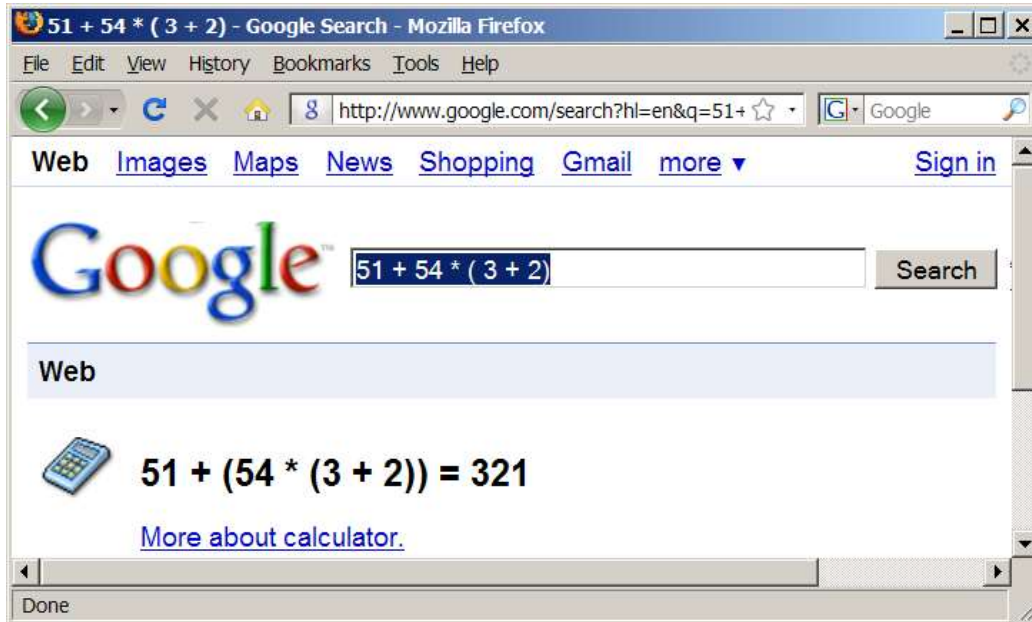 51 + 54 * ( 3 + 2) - Google Search - Mozilla Firefox
File Edit View History Bookmarks Tools Help
8 http://www.google.com/search?hl=en&q=51+ G Google
Web Images Maps News Shopping Gmail more ▼ Sign in
Google™ 51 + 54 * ( 3 + 2) Search
Web
51 + (54 * (3 + 2)) = 321
More about calculator.
Done